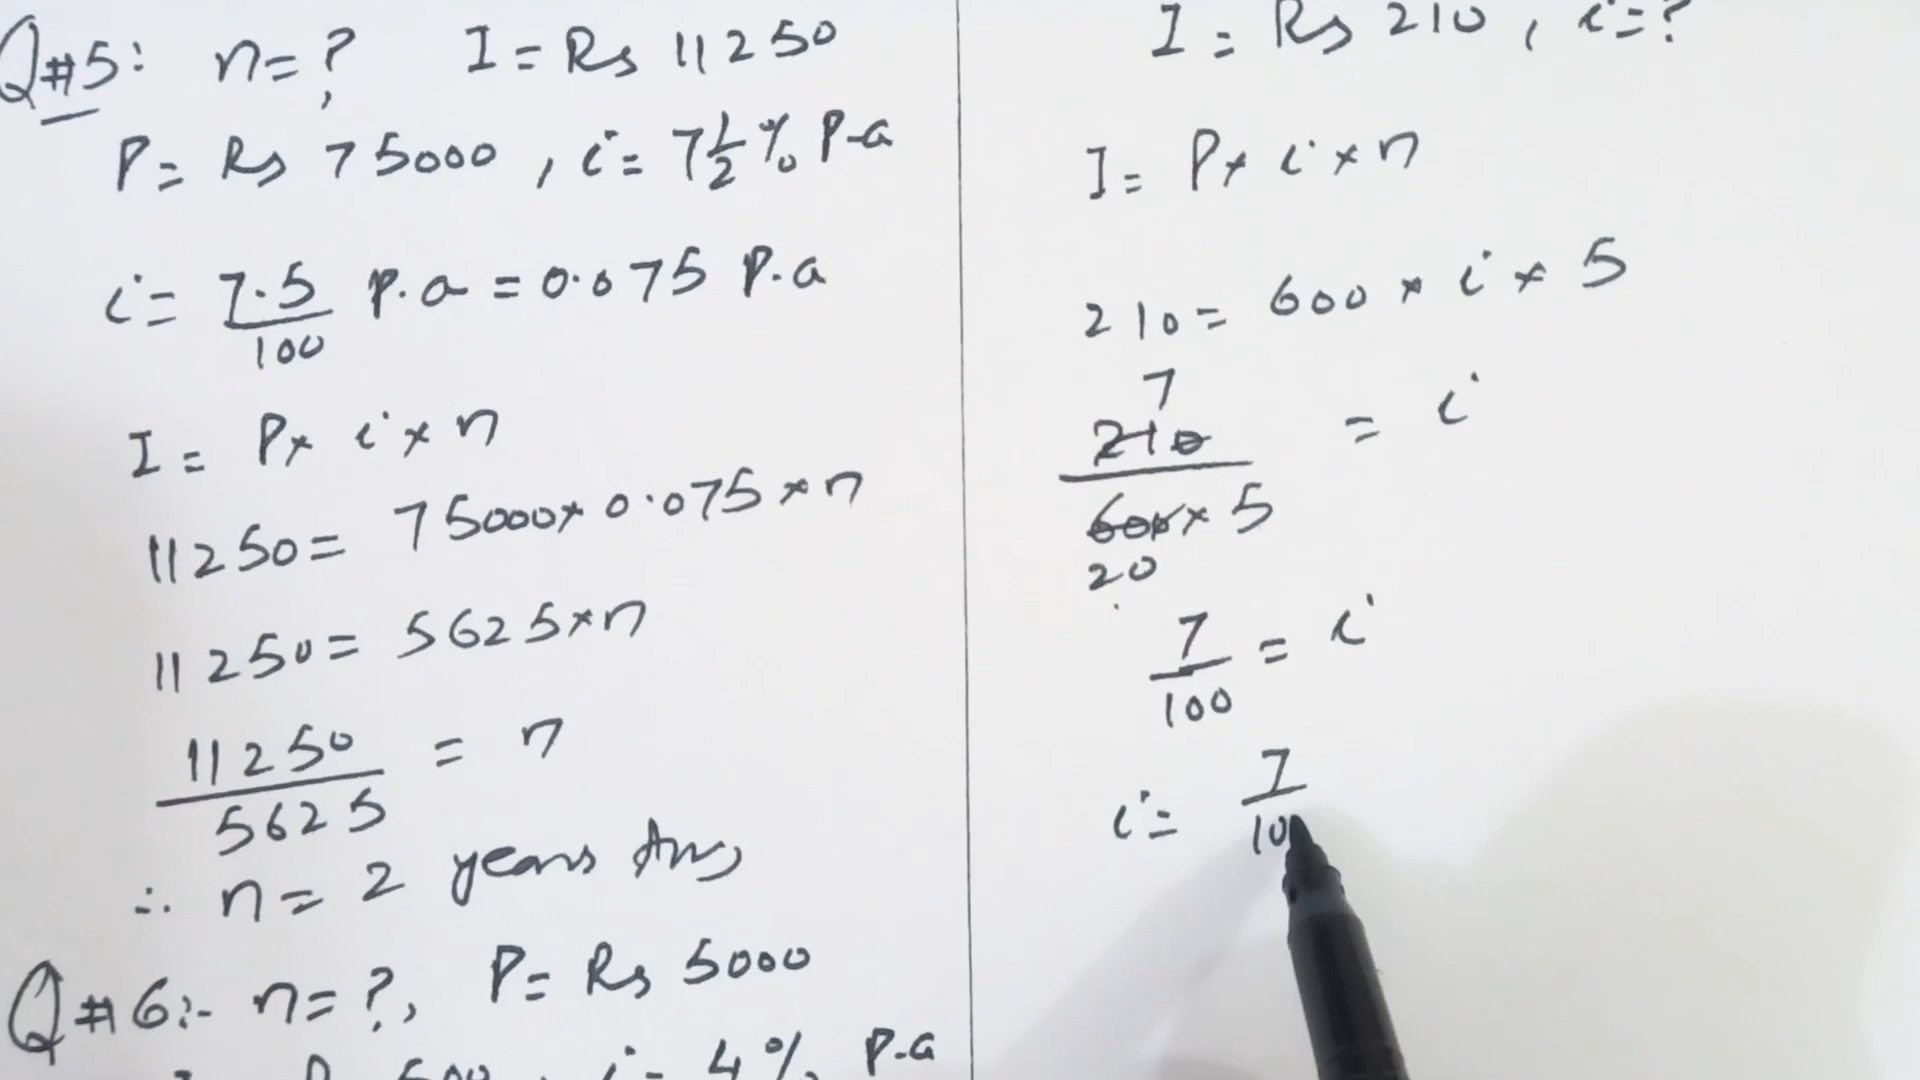 Q#5: n=?, I = Rs 11250
P= Rs 75000, i= 7 1/2 % P-a
i= 7.5/100 P.a = 0.075 P.a
I= P× i×n
11250= 75000×0.075×n
11250= 5625×n
11250/5625 = n
∴ n= 2 years Ans
Q#6:- n=?, P= Rs 5000
i= 4% P-a
I= Rs 210, i=?
I= P× i×n
210= 600×i×5
7
210/600×5 = i
20
7/100 = i
i= 7/10